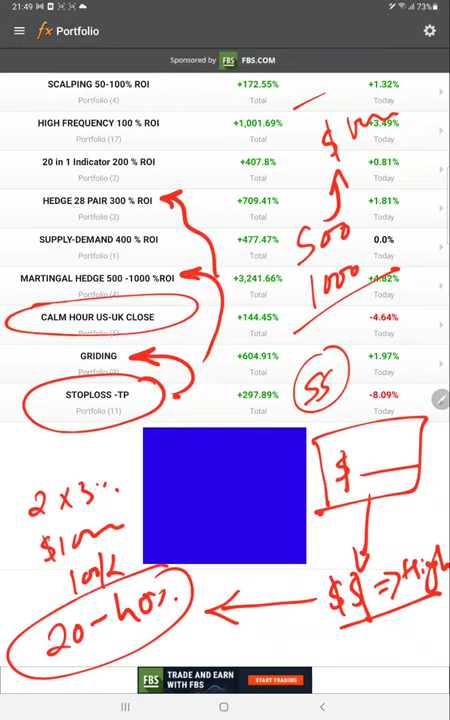 21:49
fx Portfolio
Sponsored by FBS FBS.COM
SCALPING 50-100% ROI +172.55% +1.32%
Portfolio (4) Total Today
HIGH FREQUENCY 100 % ROI +1,001.69% +3.49%
Portfolio (17) Total Today
20 in 1 Indicator 200 % ROI +407.8% +0.81%
Portfolio (2) Total Today
HEDGE 28 PAIR 300 % ROI +709.41% +1.81%
Portfolio (2) Total Today
SUPPLY-DEMAND 400 % ROI +477.47% 0.0%
Portfolio (1) Total Today
MARTINGAL HEDGE 500 -1000 %ROI +3,241.66% +4.82%
Portfolio Total Today
CALM HOUR US-UK CLOSE +144.45% -4.64%
Portfolio Total Today
GRIDING +604.91% +1.97%
Portfolio Total Today
STOPLOSS -TP +297.89% -8.09%
Portfolio (11) Total Today
500
1000
$
2 x 3%
100k
$$ => High
20-40%
FBS TRADE AND EARN WITH FBS START TRADING